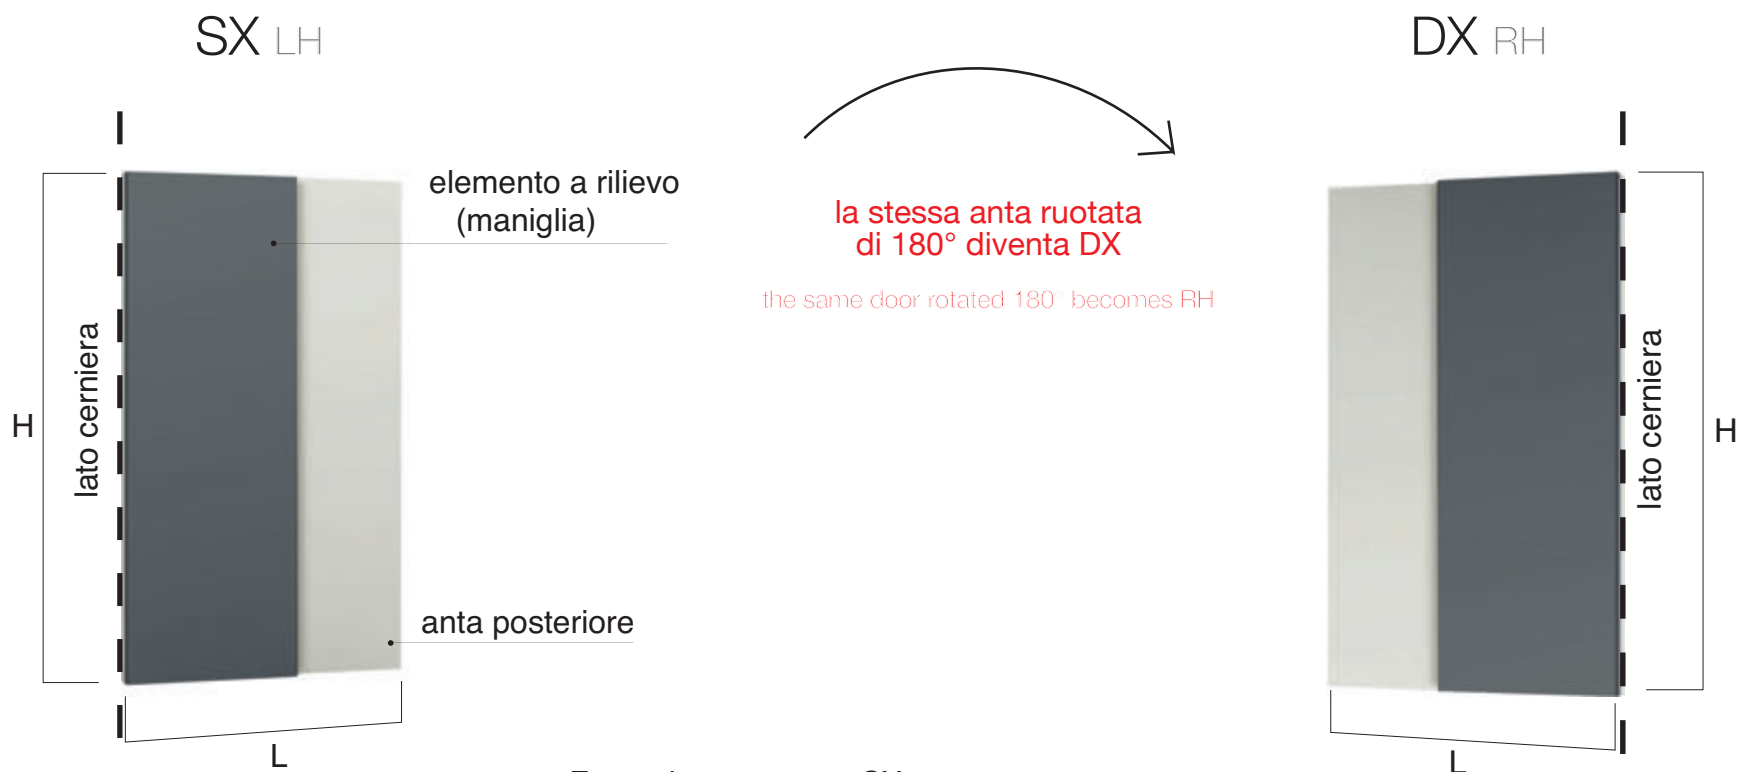 SX LH
DX RH
elemento a rilievo
(maniglia)
la stessa anta ruotata
di 180° diventa DX
the same door rotated 180° becomes RH
lato cerniera
H
lato cerniera
H
anta posteriore
L
L